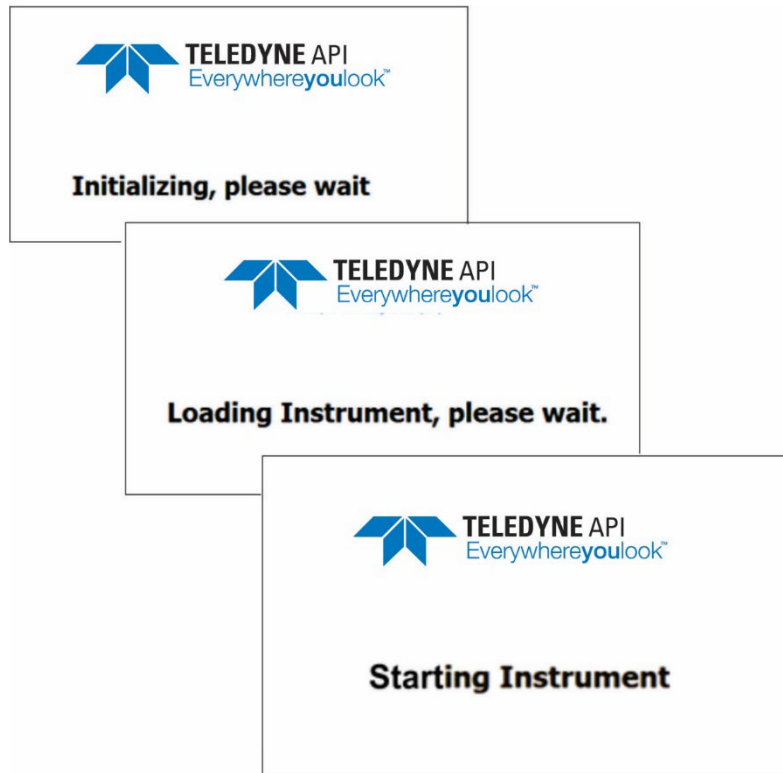 TELEDYNE API
Everywhereyoulook™
Initializing, please wait
TELEDYNE API
Everywhereyoulook™
Loading Instrument, please wait.
TELEDYNE API
Everywhereyoulook™
Starting Instrument